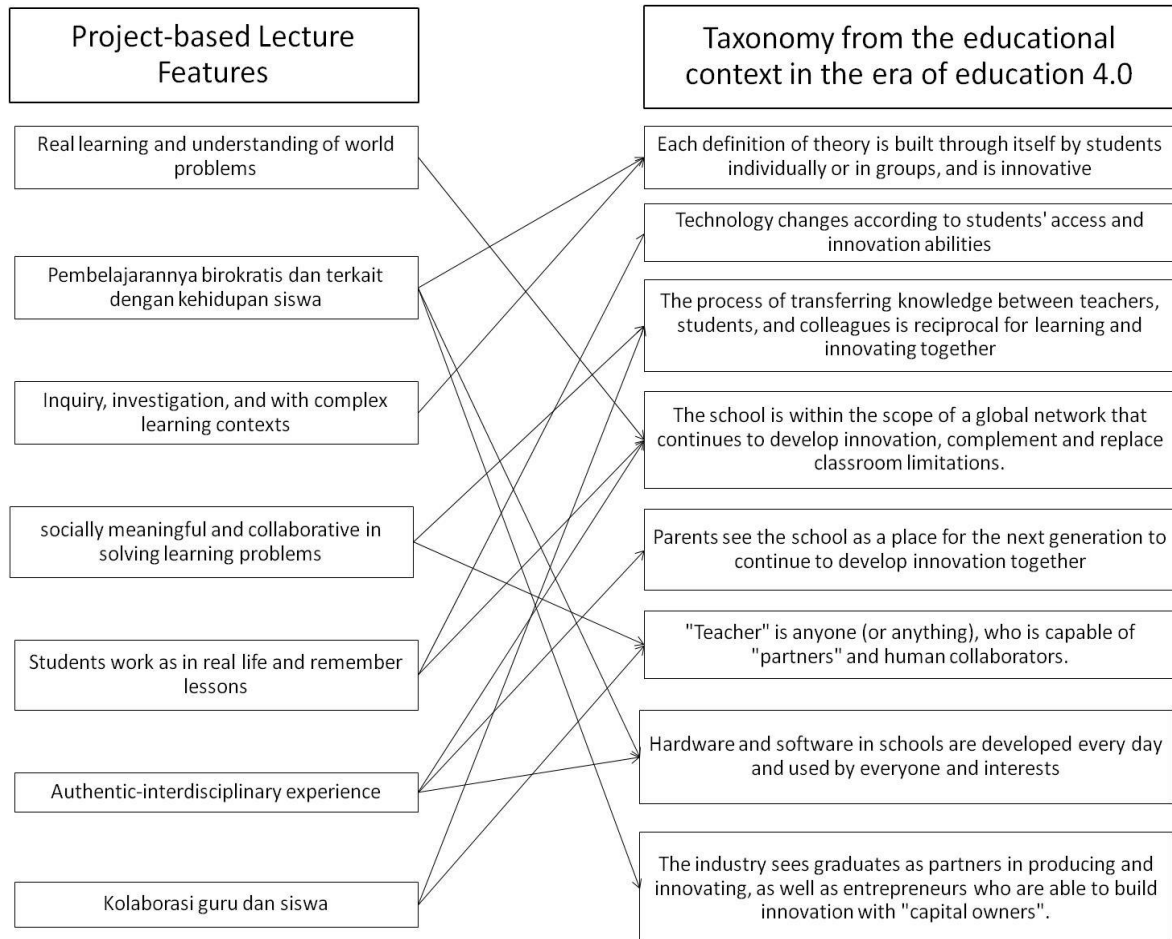 Project-based Lecture
Features
Taxonomy from the educational
context in the era of education 4.0
Real learning and understanding of world
problems
Pembelajarannya birokratis dan terkait
dengan kehidupan siswa
Inquiry, investigation, and with complex
learning contexts
socially meaningful and collaborative in
solving learning problems
Students work as in real life and remember
lessons
Authentic-interdisciplinary experience
Kolaborasi guru dan siswa
Each definition of theory is built through itself by students
individually or in groups, and is innovative
Technology changes according to students' access and
innovation abilities
The process of transferring knowledge between teachers,
students, and colleagues is reciprocal for learning and
innovating together
The school is within the scope of a global network that
continues to develop innovation, complement and replace
classroom limitations.
Parents see the school as a place for the next generation to
continue to develop innovation together
"Teacher" is anyone (or anything), who is capable of
"partners" and human collaborators.
Hardware and software in schools are developed every day
and used by everyone and interests
The industry sees graduates as partners in producing and
innovating, as well as entrepreneurs who are able to build
innovation with "capital owners".